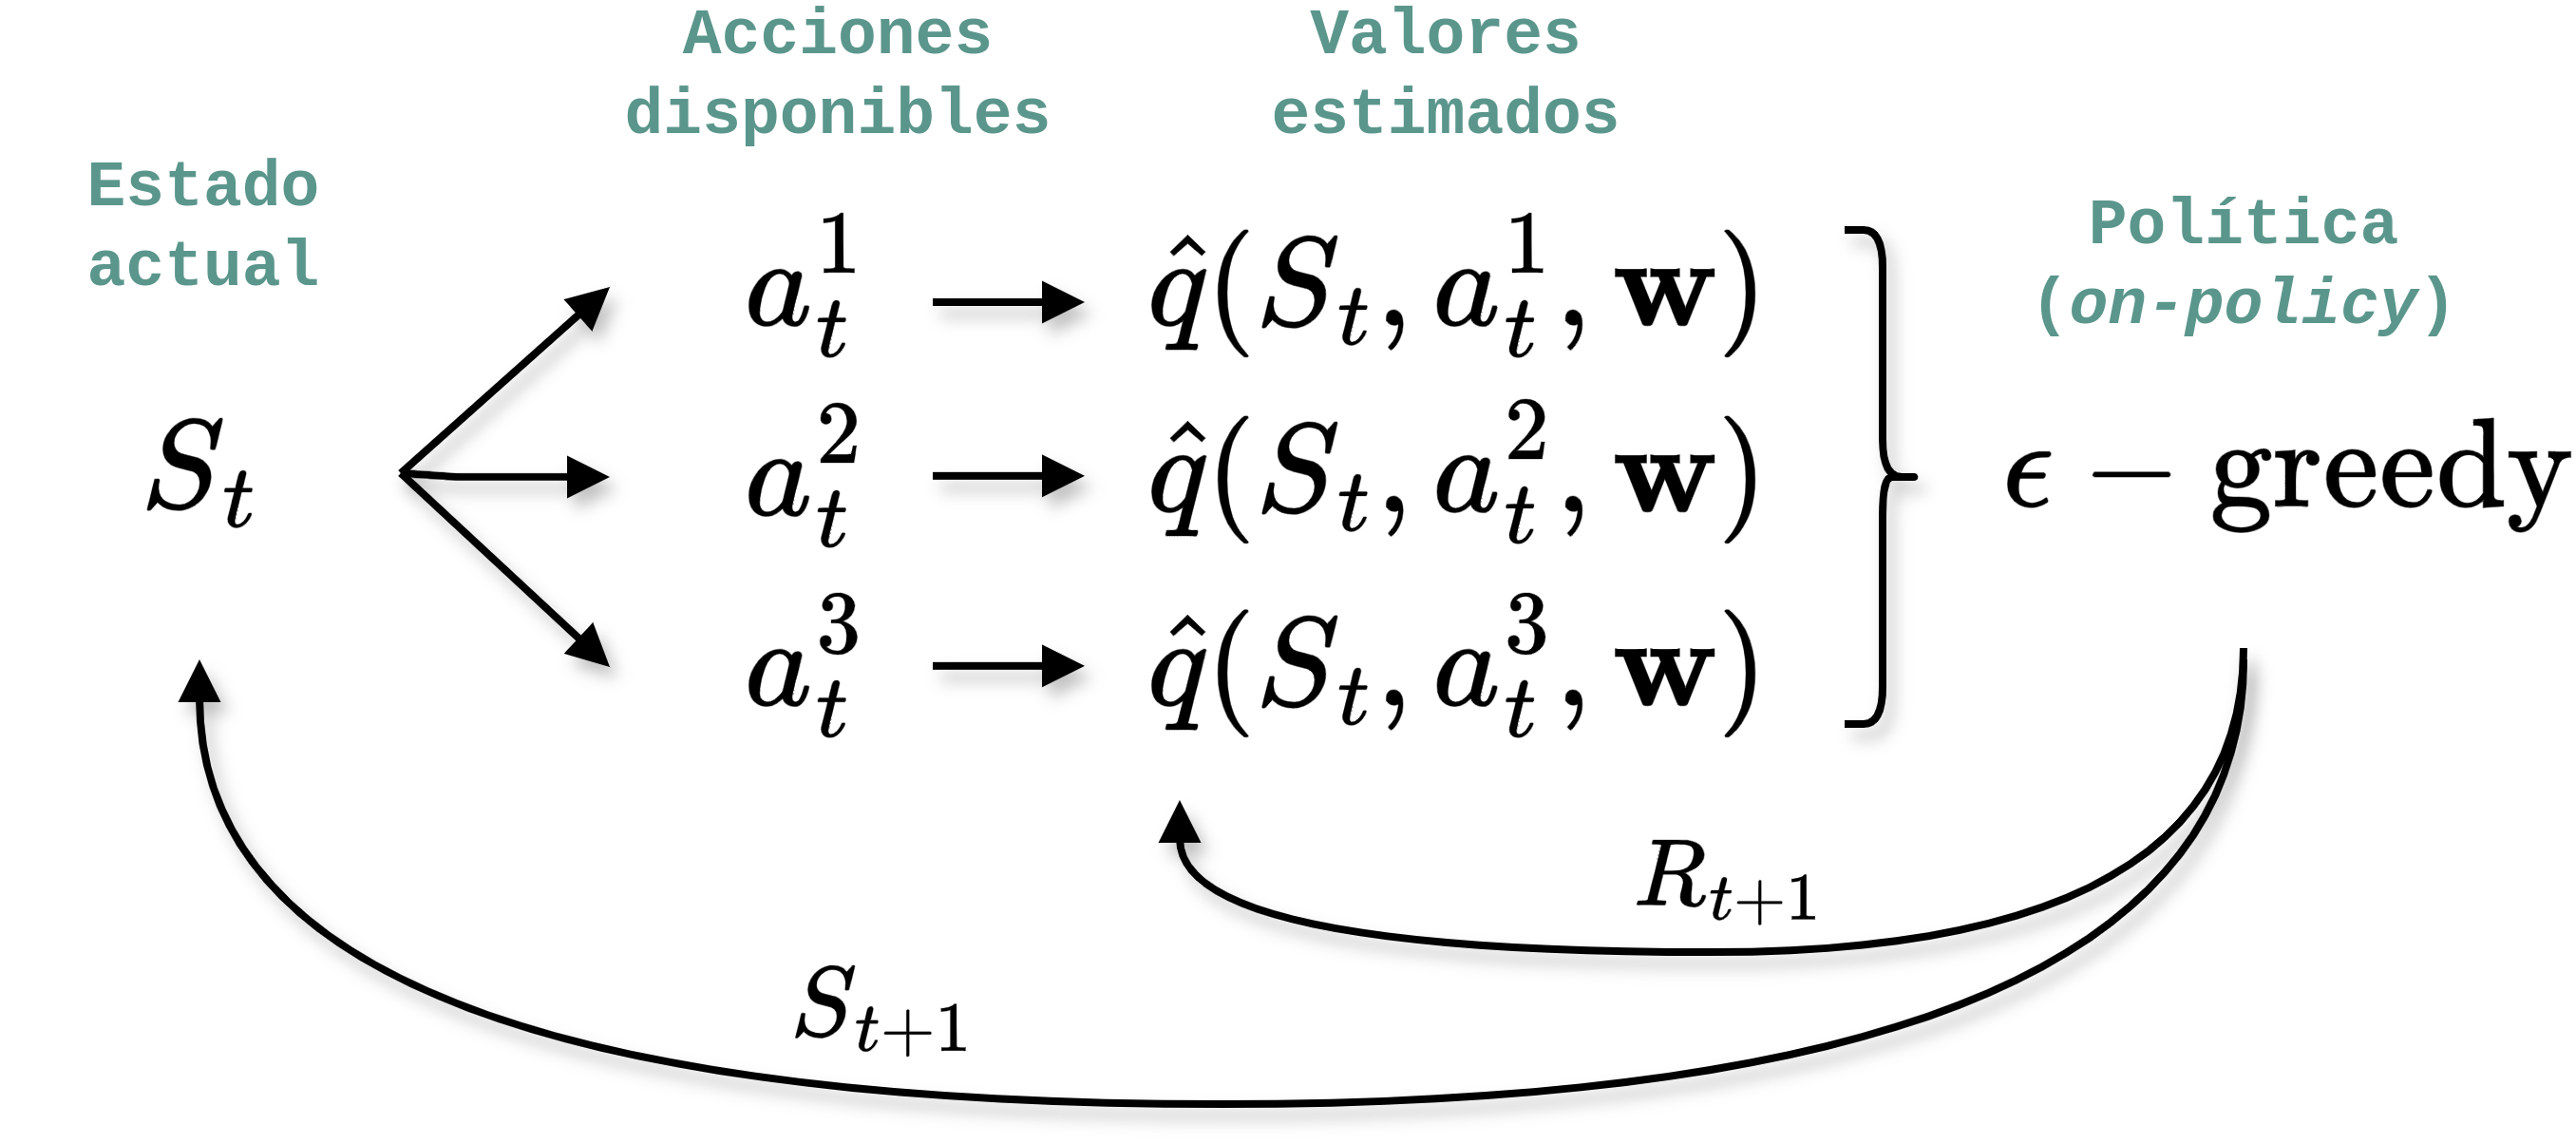 Estado
actual
Acciones
disponibles
Valores
estimados
Política
(on-policy)
S_t
a_t^1
q̂(S_t, a_t^1, w)
a_t^2
q̂(S_t, a_t^2, w)
a_t^3
q̂(S_t, a_t^3, w)
ϵ − greedy
R_{t+1}
S_{t+1}